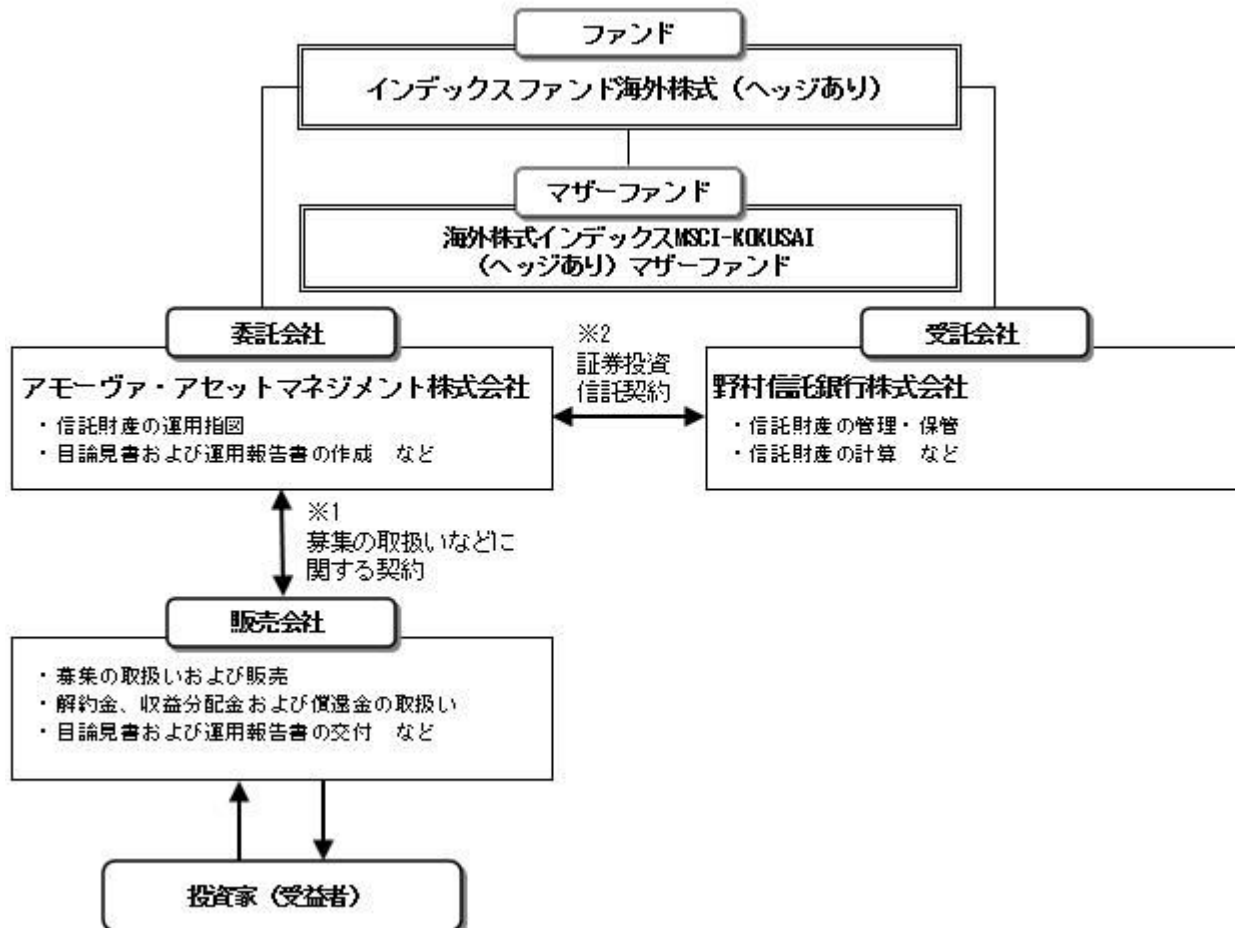 ファンド
インデックスファンド海外株式（ヘッジあり）
マザーファンド
海外株式インデックスMSCI-KOKUSAI
（ヘッジあり）マザーファンド
委託会社
アモーヴァ・アセットマネジメント株式会社
・信託財産の運用指図
・目論見書および運用報告書の作成　など
※2
証券投資
信託契約
受託会社
野村信託銀行株式会社
・信託財産の管理・保管
・信託財産の計算　など
※1
募集の取扱いなどに
関する契約
販売会社
・募集の取扱いおよび販売
・解約金、収益分配金および償還金の取扱い
・目論見書および運用報告書の交付　など
投資家（受益者）